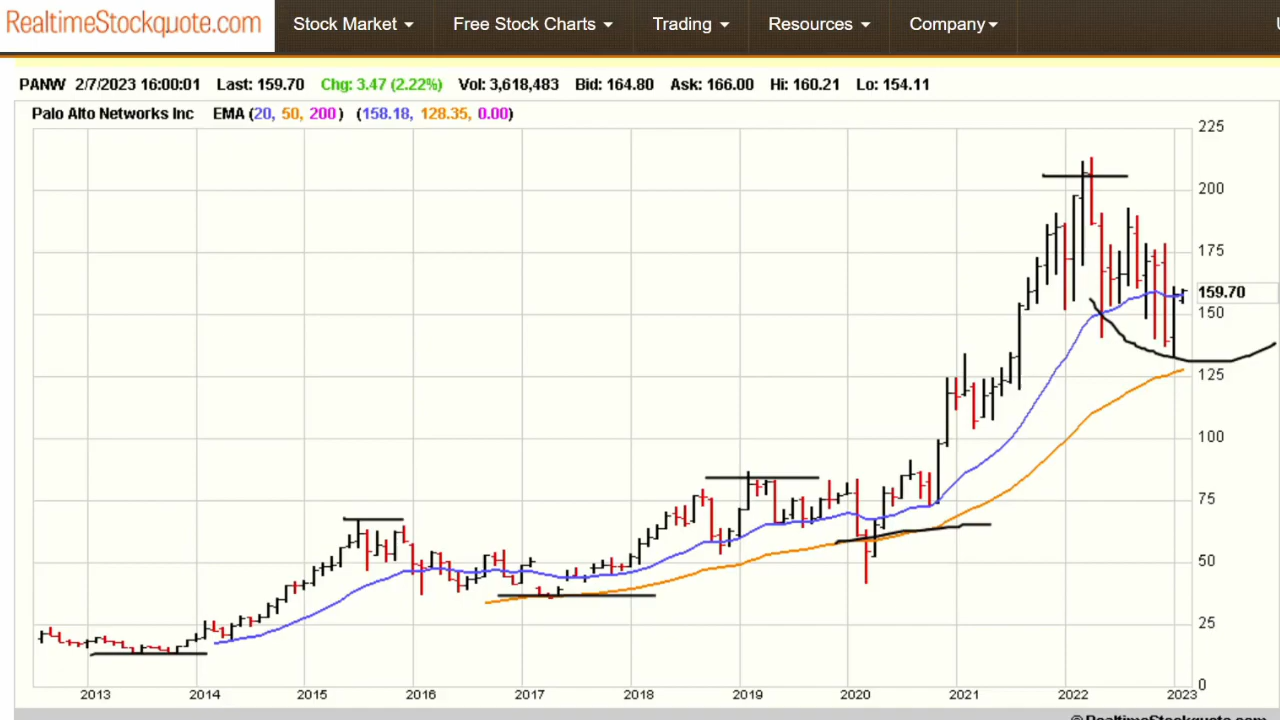 RealtimeStockquote.com Stock Market Free Stock Charts Trading Resources Company
PANW 2/7/2023 16:00:01 Last: 159.70 Chg: 3.47 (2.22%) Vol: 3,618,483 Bid: 164.80 Ask: 166.00 Hi: 160.21 Lo: 154.11
Palo Alto Networks Inc EMA (20, 50, 200) (158.18, 128.35, 0.00)
225
200
175
159.70
150
125
100
75
50
25
0
2013 2014 2015 2016 2017 2018 2019 2020 2021 2022 2023
© RealtimeStockquote.com